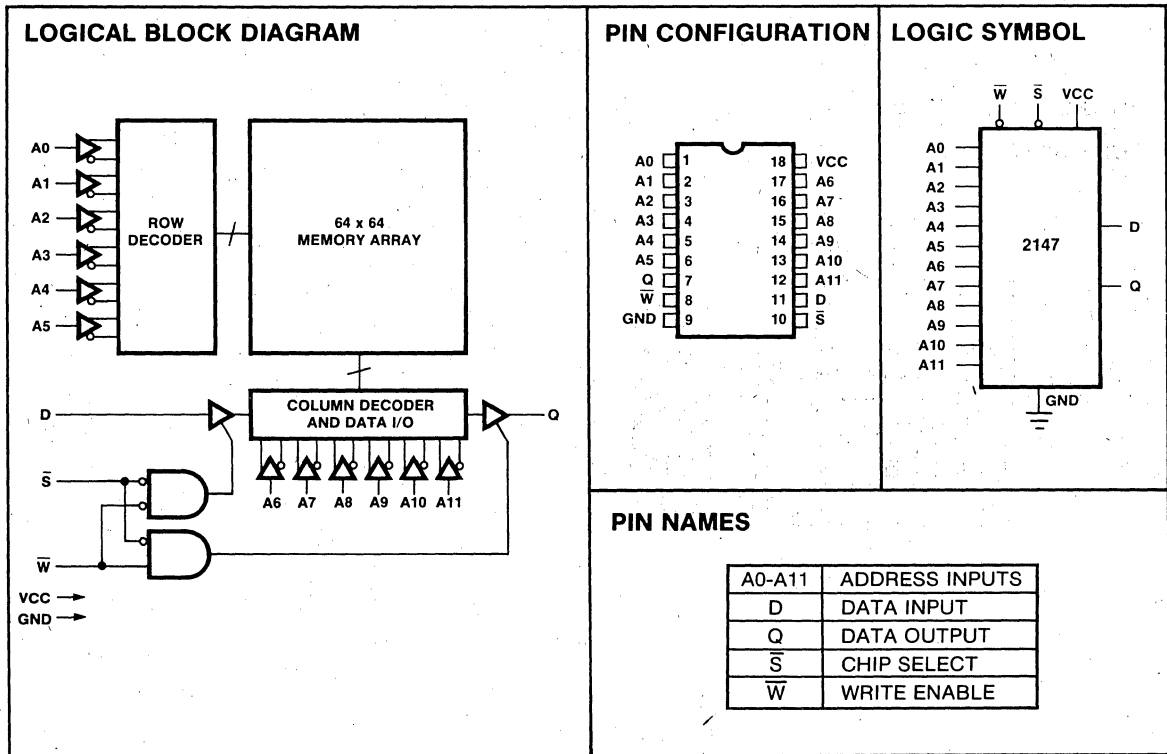 LOGICAL BLOCK DIAGRAM
A0
A1
A2
A3
A4
A5
ROW
DECODER
64 x 64
MEMORY ARRAY
D
COLUMN DECODER
AND DATA I/O
Q
A6 A7 A8 A9 A10 A11
S̅
W̅
VCC
GND
PIN CONFIGURATION
A0 1 18 VCC
A1 2 17 A6
A2 3 16 A7
A3 4 15 A8
A4 5 14 A9
A5 6 13 A10
Q 7 12 A11
W̅ 8 11 D
GND 9 10 S̅
LOGIC SYMBOL
W̅ S̅ VCC
A0
A1
A2
A3
A4
A5
A6
A7
A8
A9
A10
A11
2147
D
Q
GND
PIN NAMES
A0-A11 ADDRESS INPUTS
D DATA INPUT
Q DATA OUTPUT
S̅ CHIP SELECT
W̅ WRITE ENABLE